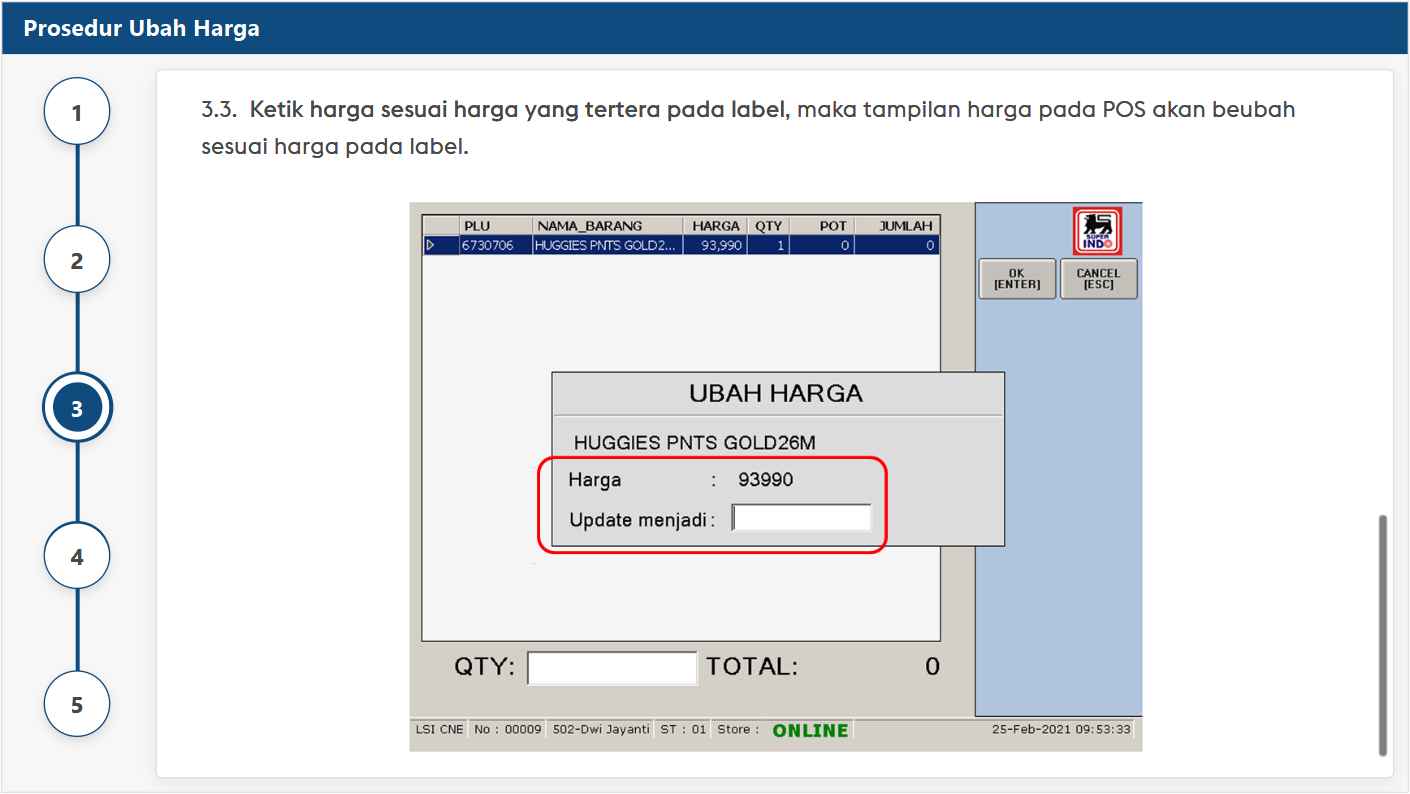 Prosedur Ubah Harga
1
2
3
4
5
3.3. Ketik harga sesuai harga yang tertera pada label, maka tampilan harga pada POS akan beubah
sesuai harga pada label.
PLU NAMA_BARANG HARGA QTY POT JUMLAH
6730706 HUGGIES PNTS GOLD2... 93,990 1 0 0
SUPER
INDO
OK
[ENTER]
CANCEL
[ESC]
UBAH HARGA
HUGGIES PNTS GOLD26M
Harga : 93990
Update menjadi :
QTY: TOTAL: 0
LSI CNE No : 00009 502-Dwi Jayanti ST : 01 Store : ONLINE 25-Feb-2021 09:53:33